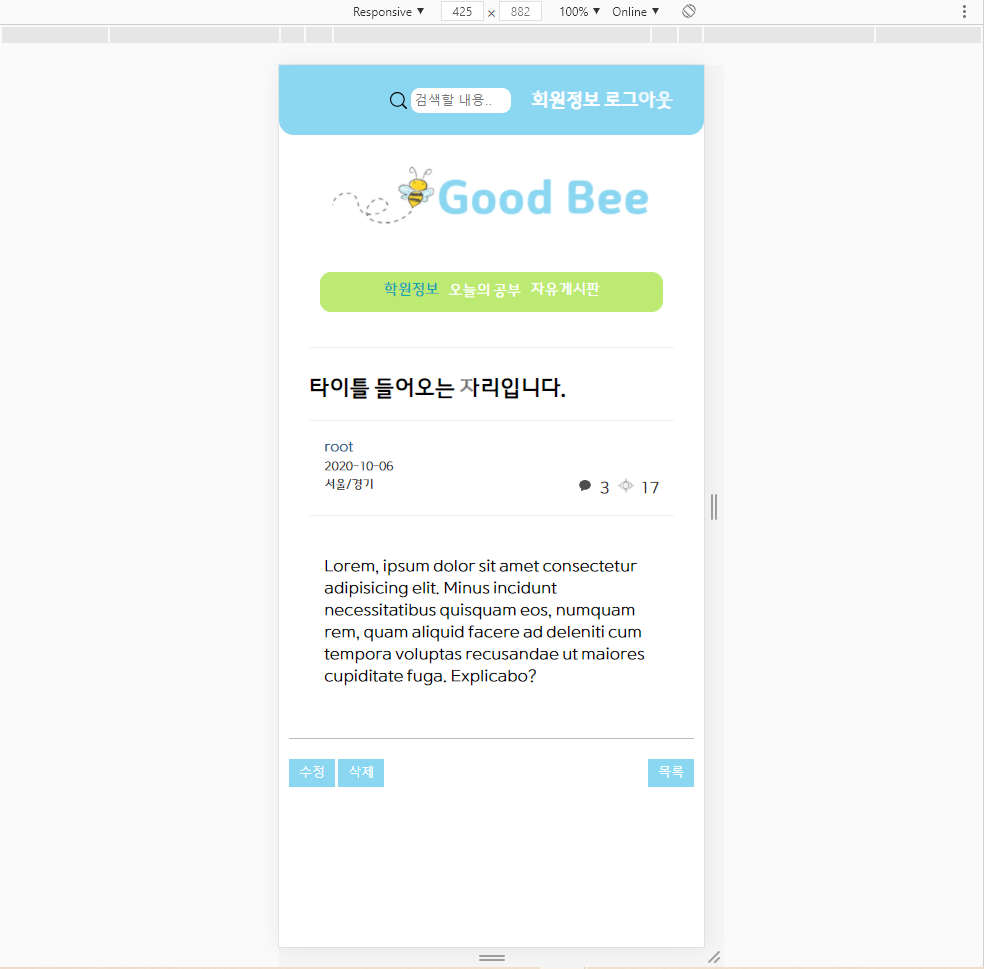 Responsive ▼ 425 × 882 100% ▼ Online ▼
검색할 내용.. 회원정보 로그아웃
Good Bee
학원정보 오늘의 공부 자유게시판
타이틀 들어오는 자리입니다.
root
2020-10-06
서울/경기
3 17
Lorem, ipsum dolor sit amet consectetur
adipisicing elit. Minus incidunt
necessitatibus quisquam eos, numquam
rem, quam aliquid facere ad deleniti cum
tempora voluptas recusandae ut maiores
cupiditate fuga. Explicabo?
수정 삭제 목록